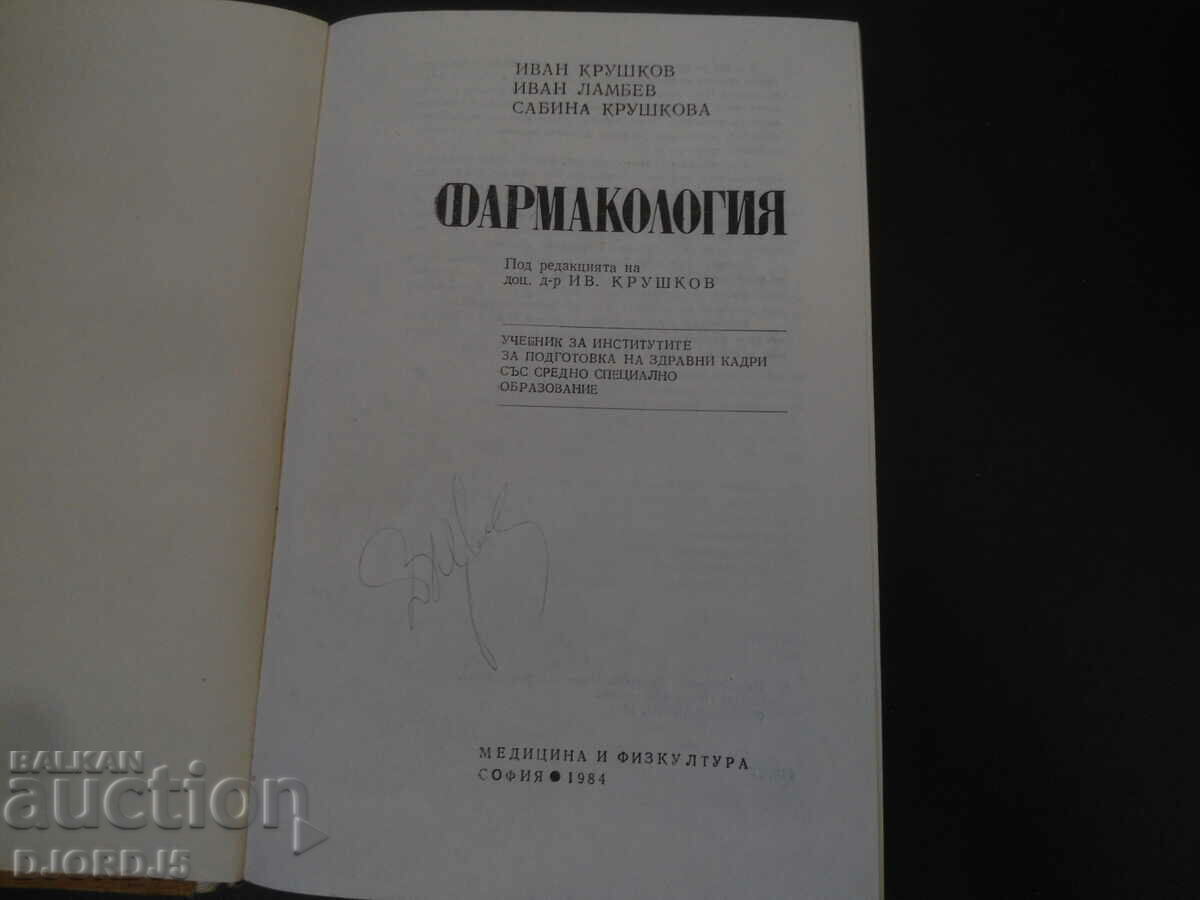 ИВАН КРУШКОВ
ИВАН ЛАМБЕВ
САБИНА КРУШКОВА
ФАРМАКОЛОГИЯ
Под редакцията на
доц. д-р ИВ. КРУШКОВ
УЧЕБНИК ЗА ИНСТИТУТИТЕ
ЗА ПОДГОТОВКА НА ЗДРАВНИ КАДРИ
СЪС СРЕДНО СПЕЦИАЛНО
ОБРАЗОВАНИЕ
МЕДИЦИНА И ФИЗКУЛТУРА
СОФИЯ ● 1984
BALKAN
auction
DJORDJ5